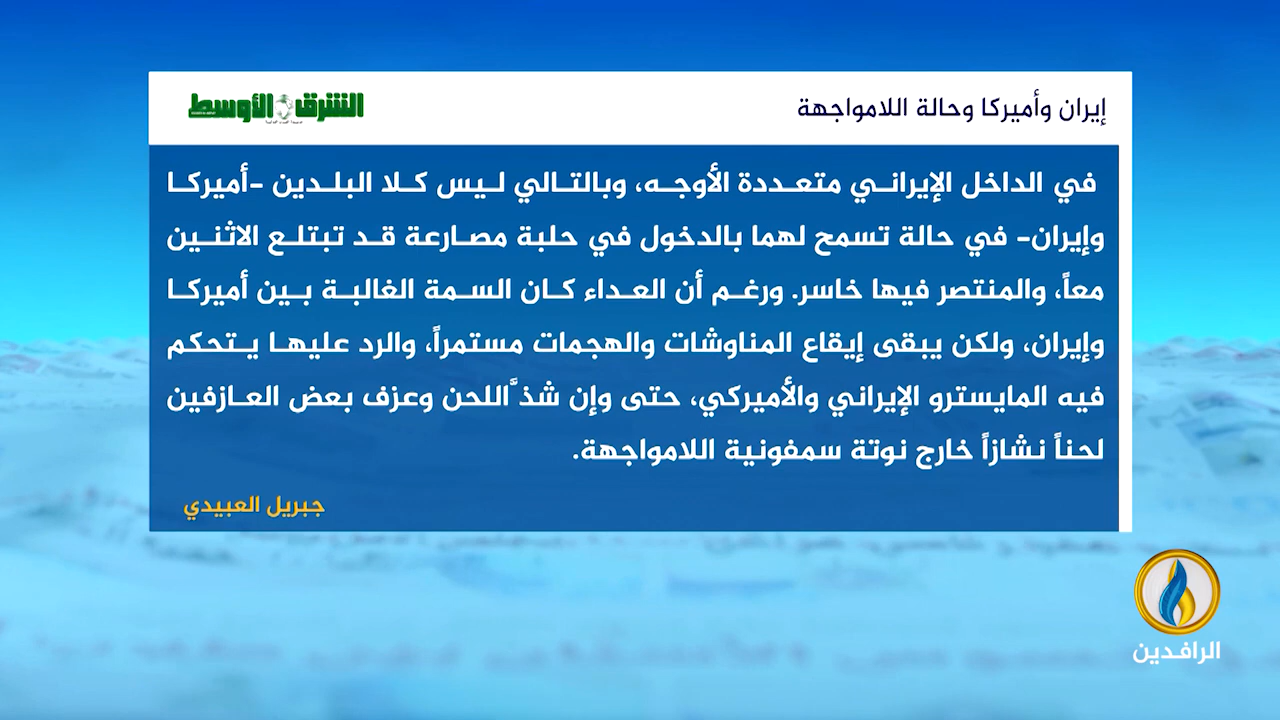 إيران وأميركا وحالة اللامواجهة
الشرق الأوسط
في الداخل الإيراني متعددة الأوجه، وبالتالي ليس كلا البلدين -أميركا
وإيران- في حالة تسمح لهما بالدخول في حلبة مصارعة قد تبتلع الاثنين
معاً، والمنتصر فيها خاسر. ورغم أن العداء كان السمة الغالبة بين أميركا
وإيران، ولكن يبقى إيقاع المناوشات والهجمات مستمراً، والرد عليها يتحكم
فيه المايسترو الإيراني والأميركي، حتى وإن شذَّ اللحن وعزف بعض العازفين
لحناً نشازاً خارج نوتة سمفونية اللامواجهة.
جبريل العبيدي
الرافدين